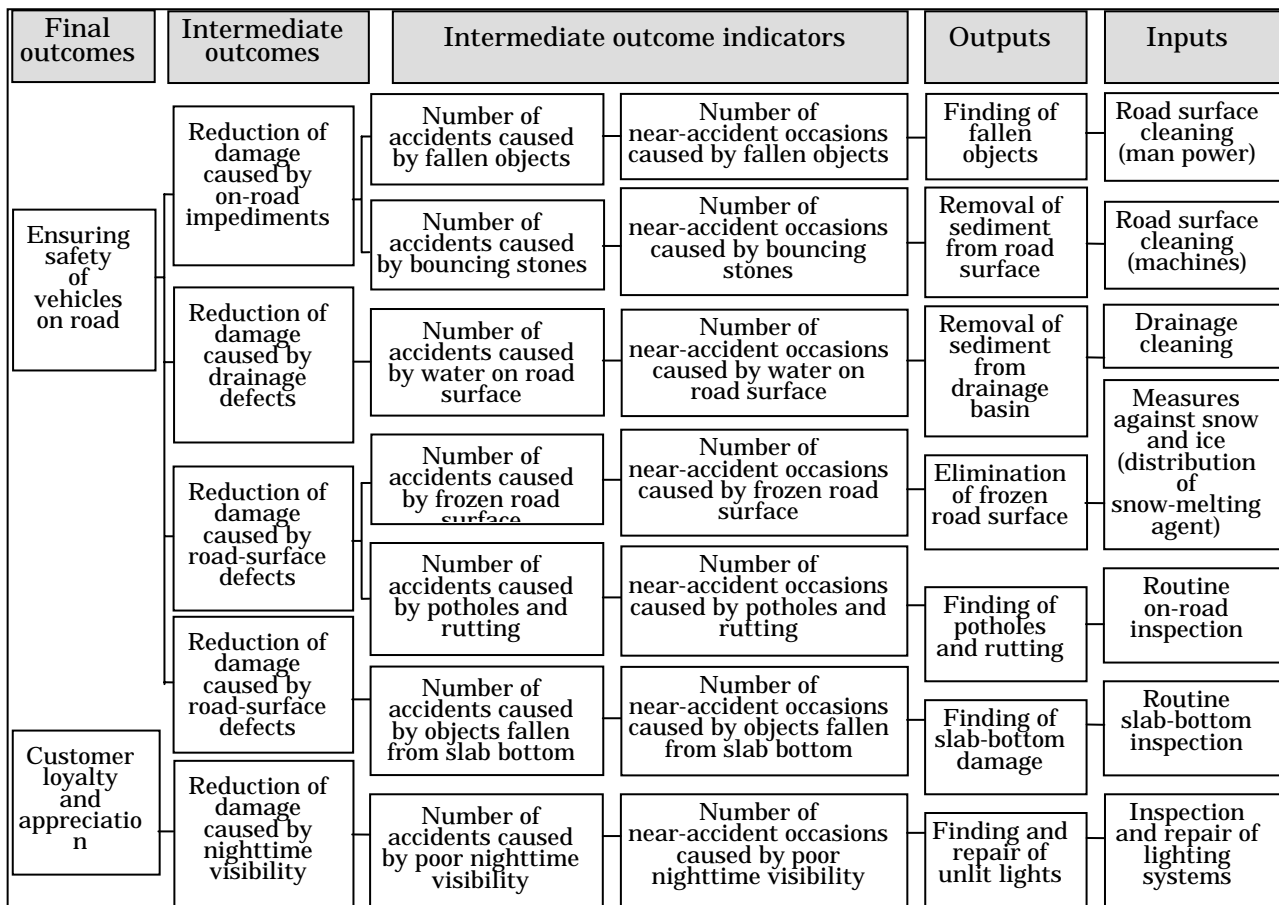 Final
outcomes
Intermediate
outcomes
Intermediate outcome indicators
Outputs
Inputs
Ensuring
safety
of
vehicles
on road
Customer
loyalty
and
appreciatio
n
Reduction of
damage
caused by
on-road
impediments
Reduction of
damage
caused by
drainage
defects
Reduction of
damage
caused by
road-surface
defects
Reduction of
damage
caused by
road-surface
defects
Reduction of
damage
caused by
nighttime
visibility
Number of
accidents caused
by fallen objects
Number of
accidents caused
by bouncing stones
Number of
accidents caused
by water on road
surface
Number of
accidents caused
by frozen road
surface
Number of
accidents caused
by potholes and
rutting
Number of
accidents caused
by objects fallen
from slab bottom
Number of
accidents caused
by poor nighttime
visibility
Number of
near-accident occasions
caused by fallen objects
Number of
near-accident occasions
caused by bouncing
stones
Number of
near-accident occasions
caused by water on
road surface
Number of
near-accident occasions
caused by frozen road
surface
Number of
near-accident occasions
caused by potholes and
rutting
Number of
near-accident occasions
caused by objects fallen
from slab bottom
Number of
near-accident occasions
caused by poor
nighttime visibility
Finding of
fallen
objects
Removal of
sediment
from road
surface
Removal of
sediment
from
drainage
basin
Elimination
of frozen
road surface
Finding of
potholes
and rutting
Finding of
slab-bottom
damage
Finding and
repair of
unlit lights
Road surface
cleaning
(man power)
Road surface
cleaning
(machines)
Drainage
cleaning
Measures
against snow
and ice
(distribution
of
snow-melting
agent)
Routine
on-road
inspection
Routine
slab-bottom
inspection
Inspection
and repair of
lighting
systems